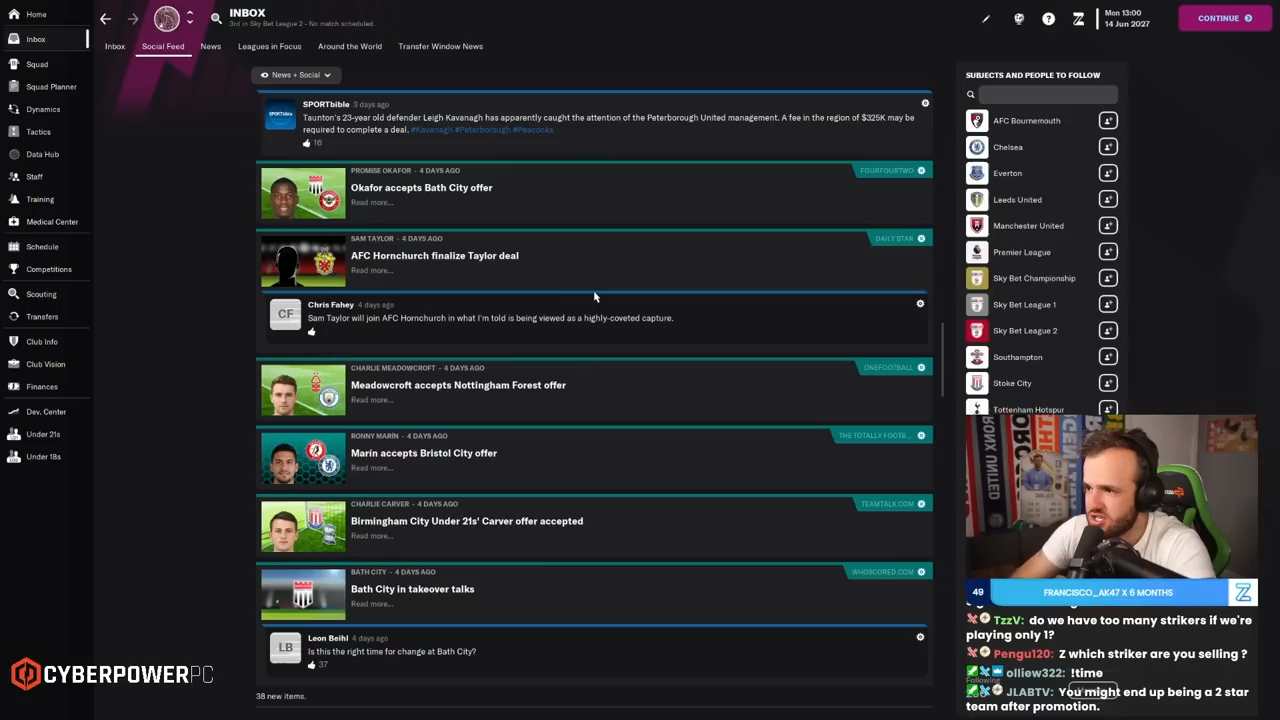 INBOX
3rd in Sky Bet League 2 - No match scheduled.
Mon 13:00
14 Jun 2027
CONTINUE
Home
Inbox
Squad
Squad Planner
Dynamics
Tactics
Data Hub
Staff
Training
Medical Center
Schedule
Competitions
Scouting
Transfers
Club Info
Club Vision
Finances
Dev. Center
Under 21s
Under 18s
Inbox
Social Feed
News
Leagues in Focus
Around the World
Transfer Window News
News + Social
SPORTbible 3 days ago
SPORTbible
Taunton's 23-year old defender Leigh Kavanagh has apparently caught the attention of the Peterborough United management. A fee in the region of $325K may be
required to complete a deal. #Kavanagh #Peterborough #Peacocks
16
PROMISE OKAFOR - 4 DAYS AGO
FOURFOURTWO
Okafor accepts Bath City offer
Read more...
SAM TAYLOR - 4 DAYS AGO
DAILY STAR
AFC Hornchurch finalize Taylor deal
Read more...
CF
Chris Fahey 4 days ago
Sam Taylor will join AFC Hornchurch in what I'm told is being viewed as a highly-coveted capture.
CHARLIE MEADOWCROFT - 4 DAYS AGO
ONEFOOTBALL
Meadowcroft accepts Nottingham Forest offer
Read more...
RONNY MARÍN - 4 DAYS AGO
THE TOTALLY FOOTB...
Marín accepts Bristol City offer
Read more...
CHARLIE CARVER - 4 DAYS AGO
TEAMTALK.COM
Birmingham City Under 21s' Carver offer accepted
Read more...
BATH CITY - 4 DAYS AGO
WHOSCORED.COM
Bath City in takeover talks
Read more...
LB
Leon Beihl 4 days ago
Is this the right time for change at Bath City?
37
38 new items.
SUBJECTS AND PEOPLE TO FOLLOW
AFC Bournemouth
Chelsea
Everton
Leeds United
Manchester United
Premier League
Sky Bet Championship
Sky Bet League 1
Sky Bet League 2
Southampton
Stoke City
Tottenham Hotspur
49
FRANCISCO_AK47 X 6 MONTHS
TzzV: do we have too many strikers if we're
playing only 1?
Pengu120: Z which striker are you selling ?
olliew322: !time
Following
JLABTV: You might end up being a 2 star
team after promotion.
CYBERPOWERPC